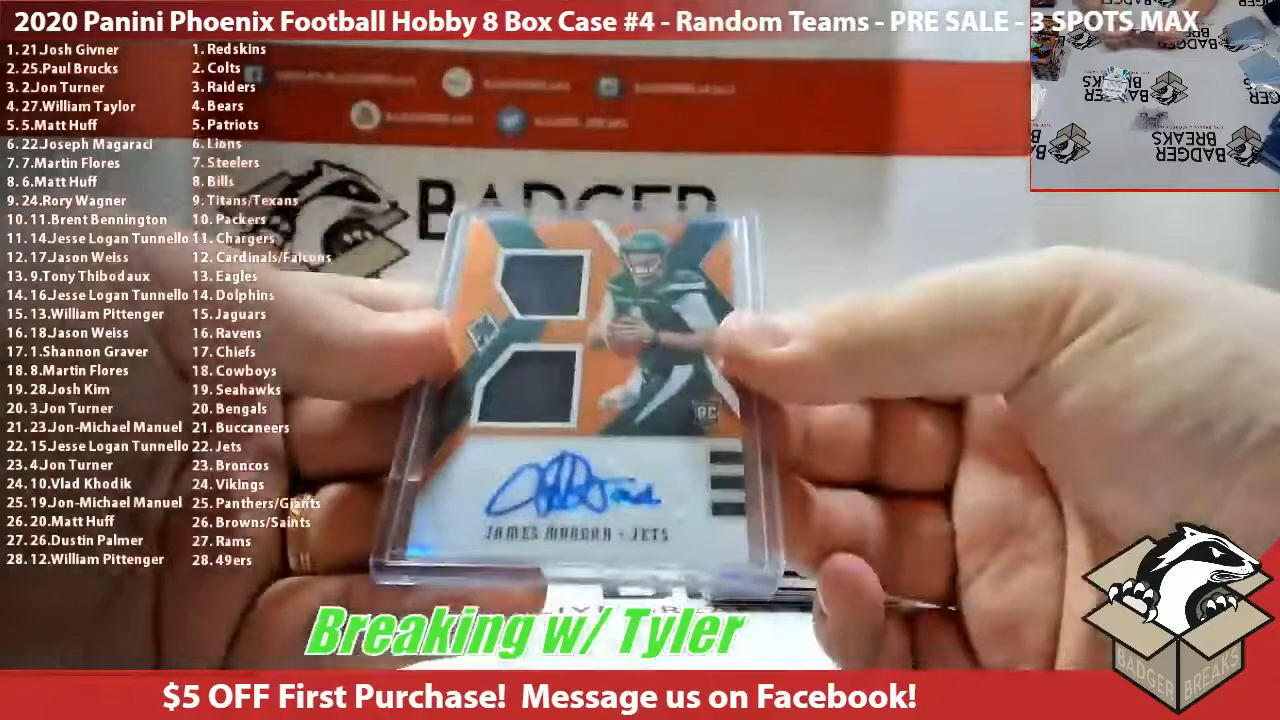 2020 Panini Phoenix Football Hobby 8 Box Case #4 - Random Teams - PRE SALE - 3 SPOTS MAX
1. 21.Josh Givner
2. 25.Paul Brucks
3. 2.Jon Turner
4. 27.William Taylor
5. 5.Matt Huff
6. 22.Joseph Magaraci
7. 7.Martin Flores
8. 6.Matt Huff
9. 24.Rory Wagner
10. 11.Brent Bennington
11. 14.Jesse Logan Tunnello
12. 17.Jason Weiss
13. 9.Tony Thibodaux
14. 16.Jesse Logan Tunnello
15. 13.William Pittenger
16. 18.Jason Weiss
17. 1.Shannon Graver
18. 8.Martin Flores
19. 28.Josh Kim
20. 3.Jon Turner
21. 23.Jon-Michael Manuel
22. 15.Jesse Logan Tunnello
23. 4.Jon Turner
24. 10.Vlad Khodik
25. 19.Jon-Michael Manuel
26. 20.Matt Huff
27. 26.Dustin Palmer
28. 12.William Pittenger
1. Redskins
2. Colts
3. Raiders
4. Bears
5. Patriots
6. Lions
7. Steelers
8. Bills
9. Titans/Texans
10. Packers
11. Chargers
12. Cardinals/Falcons
13. Eagles
14. Dolphins
15. Jaguars
16. Ravens
17. Chiefs
18. Cowboys
19. Seahawks
20. Bengals
21. Buccaneers
22. Jets
23. Broncos
24. Vikings
25. Panthers/Giants
26. Browns/Saints
27. Rams
28. 49ers
BADGER
RC
JAMES MORGAN - JETS
BADGER
BREAKS
Breaking w/ Tyler
BADGER BREAKS
$5 OFF First Purchase! Message us on Facebook!